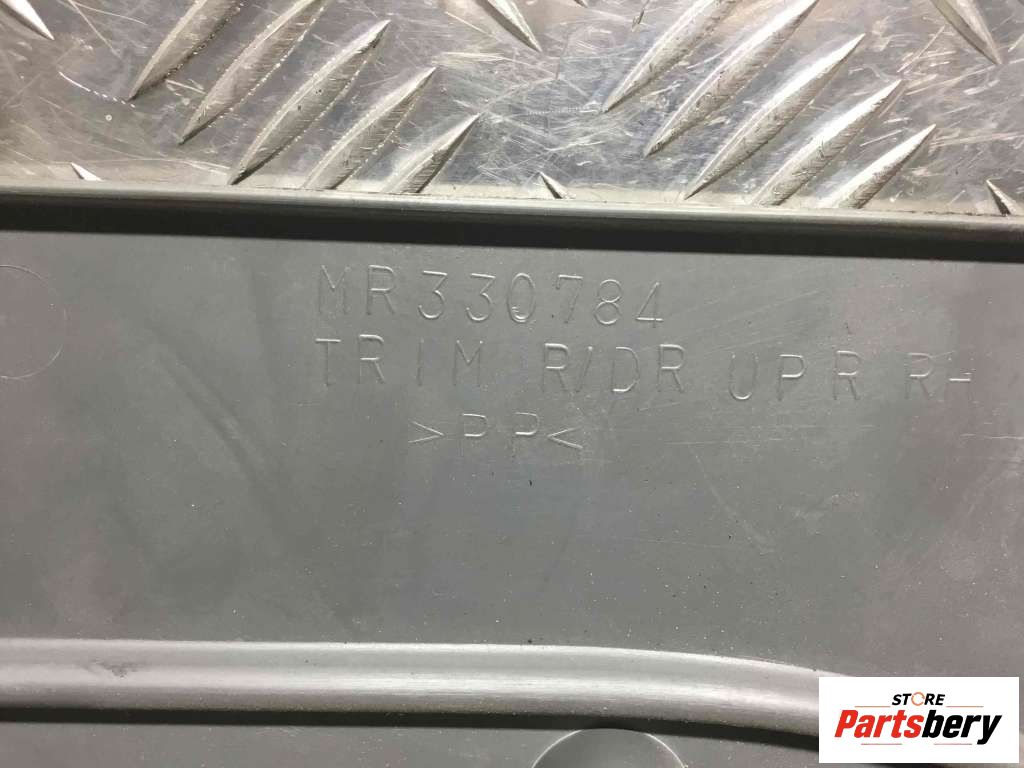 MR330784
TRIM R/DR UPR RH
>PP<
STORE
Partsbery